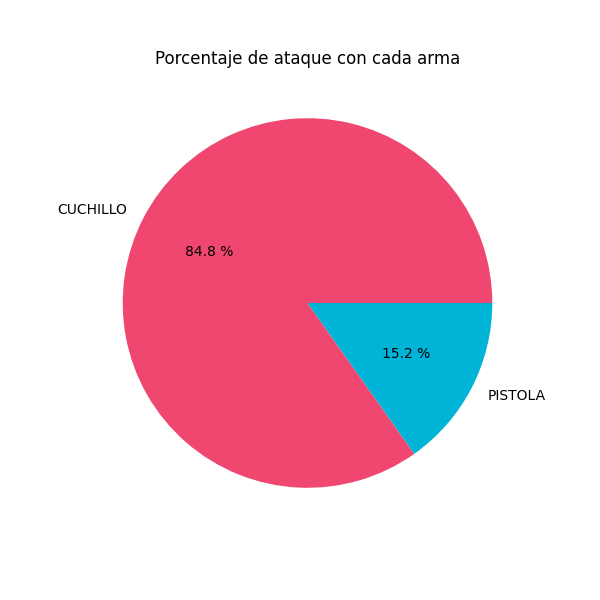 Porcentaje de ataque con cada arma
CUCHILLO
84.8 %
15.2 %
PISTOLA